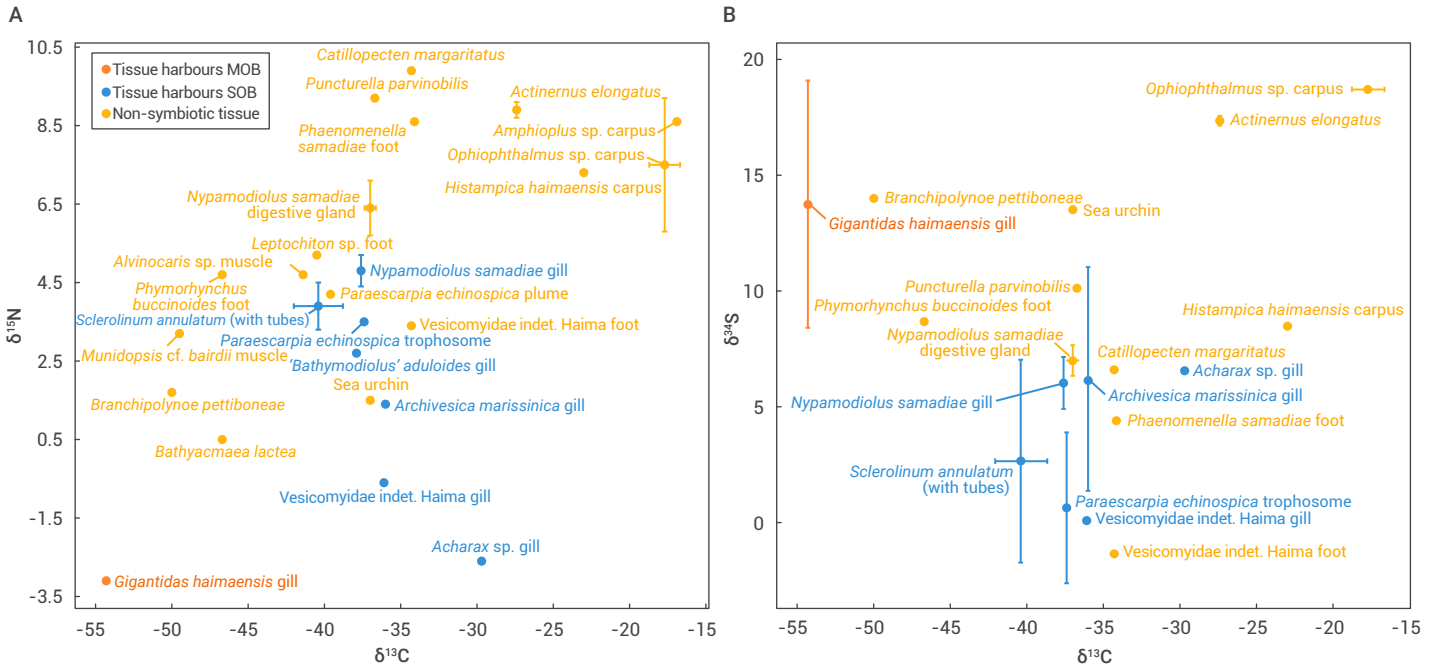 A
10.5
8.5
6.5
4.5
2.5
0.5
-1.5
-3.5
δ¹⁵N
Tissue harbours MOB
Tissue harbours SOB
Non-symbiotic tissue
Catillopecten margaritatus
Puncturella parvinobilis
Actinernus elongatus
Phaenomenella
samadiae foot
Amphioplus sp. carpus
Ophiophthalmus sp. carpus
Histampica haimaensis carpus
Nypamodiolus samadiae
digestive gland
Leptochiton sp. foot
Alvinocaris sp. muscle
Nypamodiolus samadiae gill
Phymorhynchus
buccinoides foot
Paraescarpia echinospica plume
Sclerolinum annulatum (with tubes)
Vesicomyidae indet. Haima foot
Paraescarpia echinospica trophosome
Munidopsis cf. bairdii muscle
'Bathymodiolus' aduloides gill
Sea urchin
Branchipolynoe pettiboneae
Archivesica marissinica gill
Bathyacmaea lactea
Vesicomyidae indet. Haima gill
Acharax sp. gill
Gigantidas haimaensis gill
-55
-50
-45
-40
-35
-30
-25
-20
-15
δ¹³C
B
20
15
10
5
0
δ³⁴S
Ophiophthalmus sp. carpus
Actinernus elongatus
Branchipolynoe pettiboneae
Sea urchin
Gigantidas haimaensis gill
Puncturella parvinobilis
Phymorhynchus buccinoides foot
Histampica haimaensis carpus
Nypamodiolus samadiae
digestive gland
Catillopecten margaritatus
Acharax sp. gill
Nypamodiolus samadiae gill
Archivesica marissinica gill
Phaenomenella samadiae foot
Sclerolinum annulatum
(with tubes)
Paraescarpia echinospica trophosome
Vesicomyidae indet. Haima gill
Vesicomyidae indet. Haima foot
-55
-50
-45
-40
-35
-30
-25
-20
-15
δ¹³C